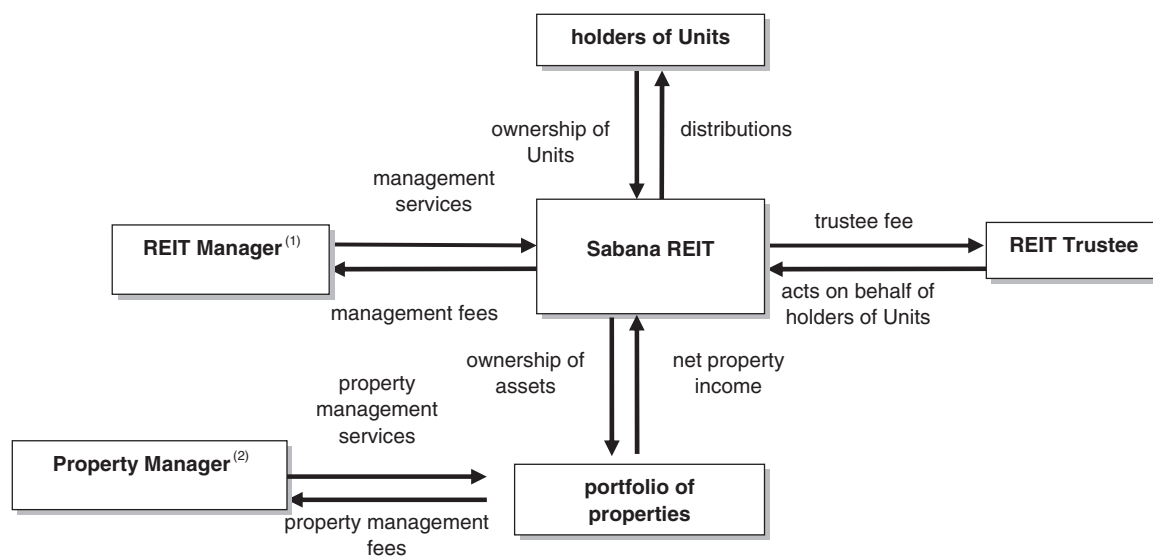 holders of Units
ownership of
Units
distributions
management
services
REIT Manager (1)
Sabana REIT
trustee fee
REIT Trustee
management fees
acts on behalf of
holders of Units
ownership of
assets
net property
income
property
management
services
Property Manager (2)
portfolio of
properties
property management
fees